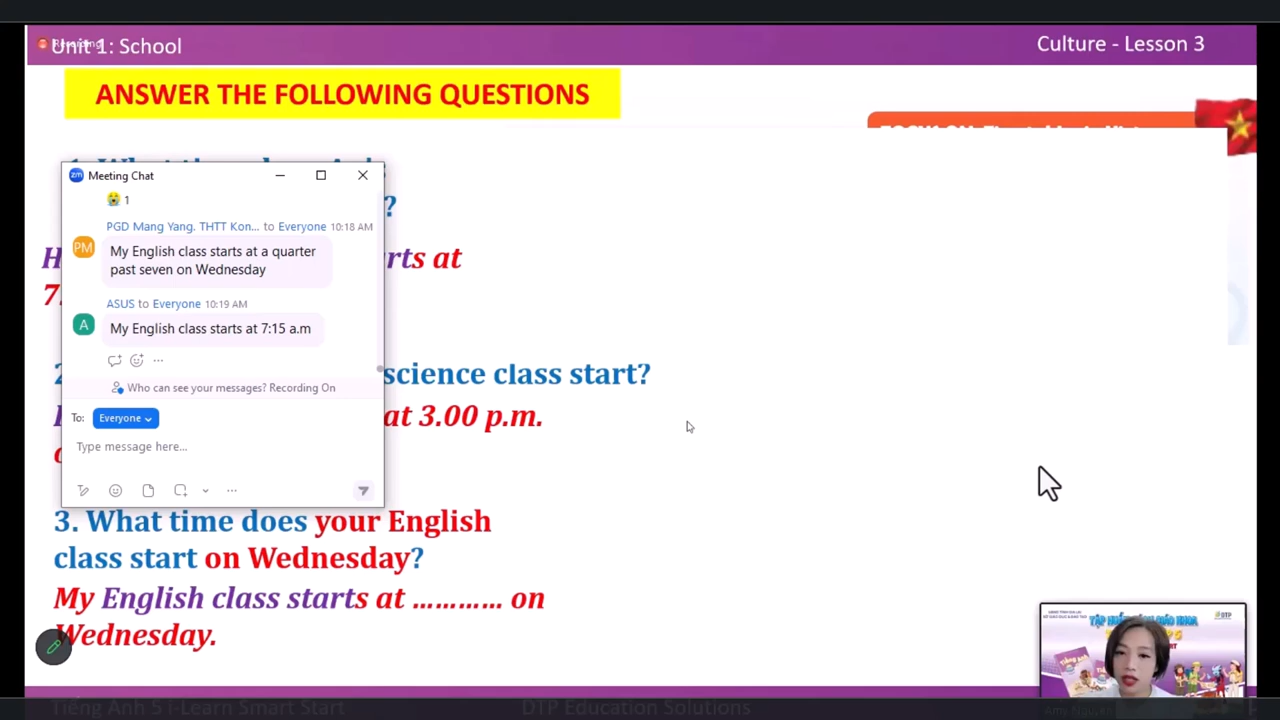 Unit 1: School
Culture - Lesson 3
ANSWER THE FOLLOWING QUESTIONS
?
rts at
Meeting Chat
1
PGD Mang Yang. THTT Kon... to Everyone 10:18 AM
My English class starts at a quarter
past seven on Wednesday
ASUS to Everyone 10:19 AM
My English class starts at 7:15 a.m
Who can see your messages? Recording On
To: Everyone
Type message here...
science class start?
at 3.00 p.m.
3. What time does your English
class start on Wednesday?
My English class starts at ………… on
Wednesday.
DTP
Tiếng Anh 5 i-Learn Smart Start
DTP Education Solutions